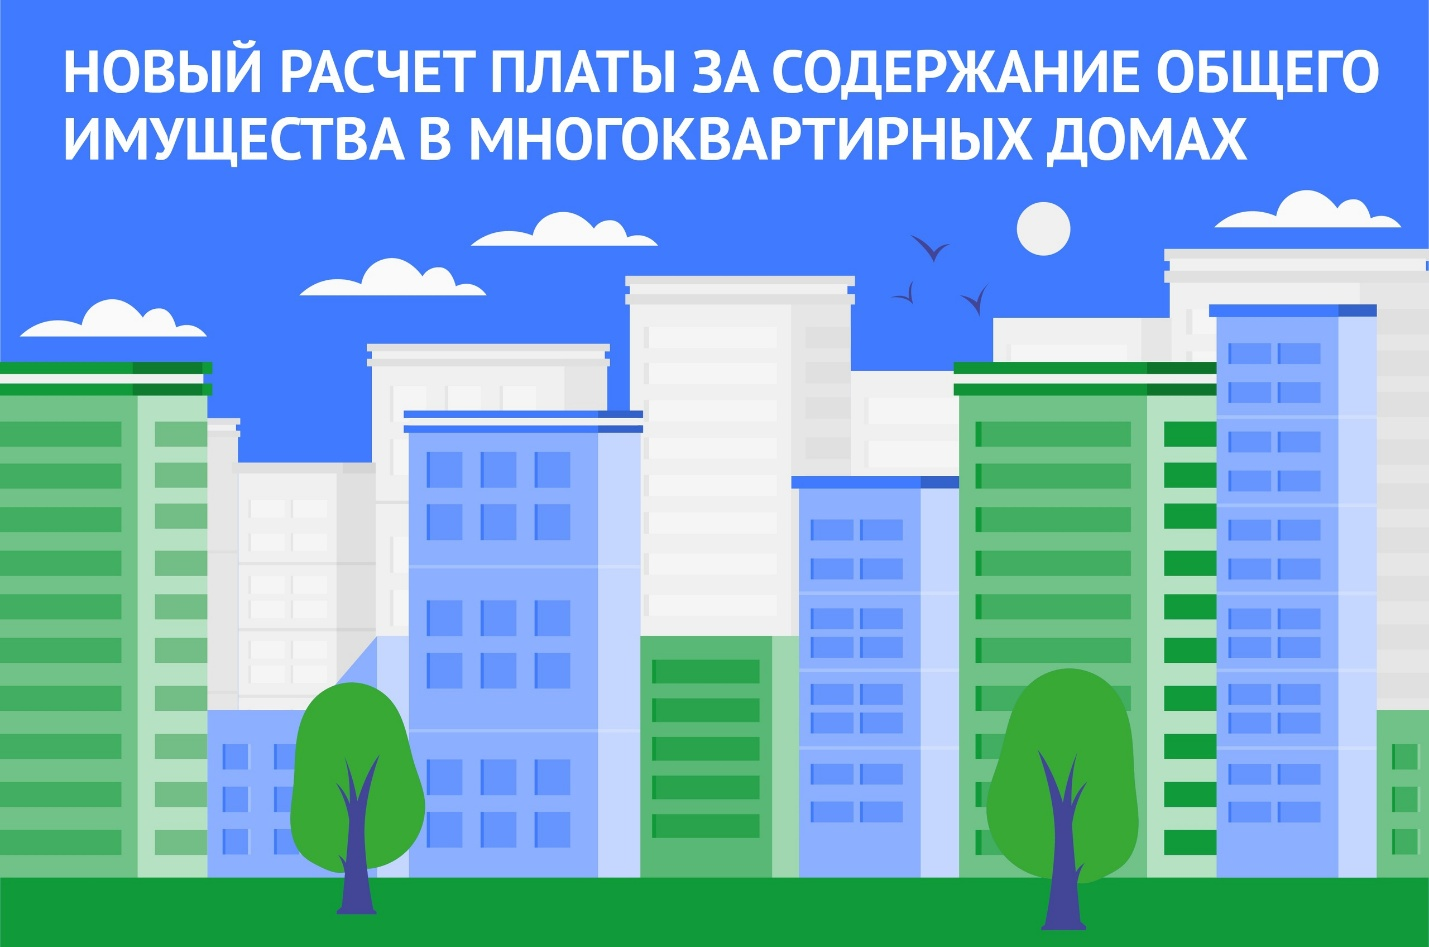 НОВЫЙ РАСЧЕТ ПЛАТЫ ЗА СОДЕРЖАНИЕ ОБЩЕГО
ИМУЩЕСТВА В МНОГОКВАРТИРНЫХ ДОМАХ